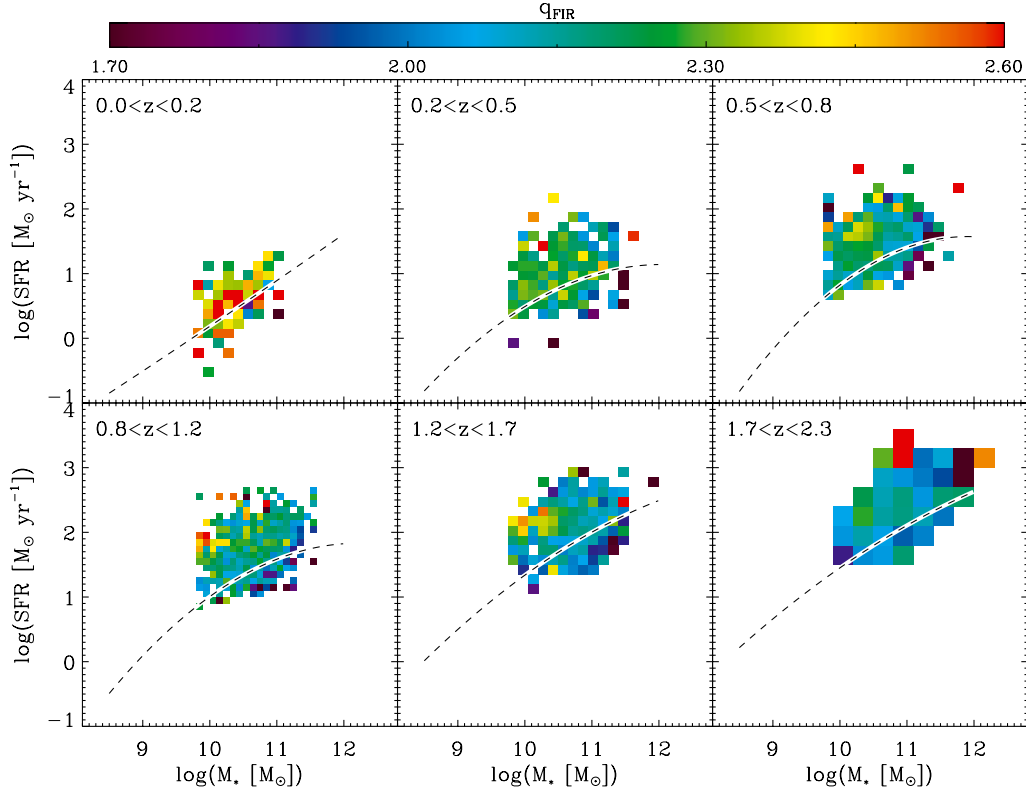 q_FIR
1.70 2.00 2.30 2.60
0.0<z<0.2 0.2<z<0.5 0.5<z<0.8
4
3
2
1
0
−1
log(SFR [M⊙ yr⁻¹])
0.8<z<1.2 1.2<z<1.7 1.7<z<2.3
4
3
2
1
0
−1
log(SFR [M⊙ yr⁻¹])
9 10 11 12 9 10 11 12 9 10 11 12
log(M* [M⊙]) log(M* [M⊙]) log(M* [M⊙])